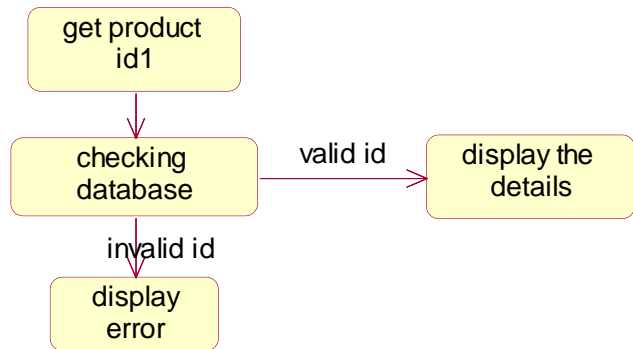 get product
id1
checking
database
valid id
display the
details
invalid id
display
error